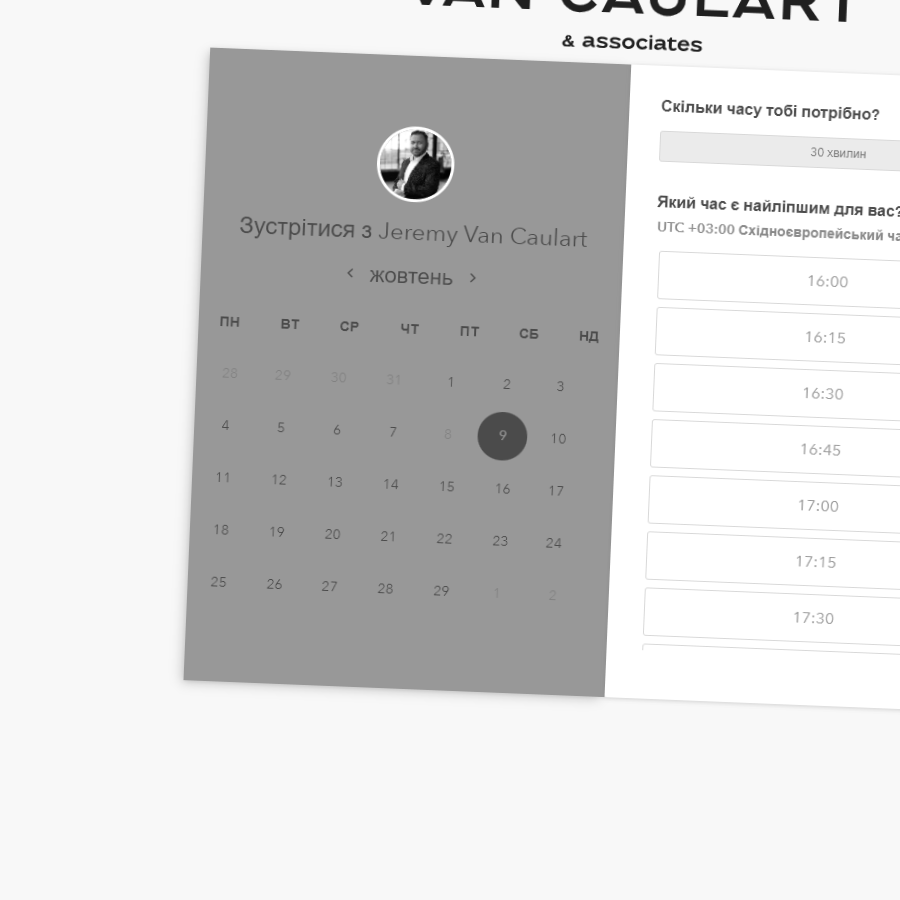 VAN CAULART
& associates
Зустрітися з Jeremy Van Caulart
жовтень
ПН ВТ СР ЧТ ПТ СБ НД
28 29 30 31 1 2 3
4 5 6 7 8 9 10
11 12 13 14 15 16 17
18 19 20 21 22 23 24
25 26 27 28 29 1 2
Скільки часу тобі потрібно?
30 хвилин
Який час є найліпшим для вас?
UTC +03:00 Східноєвропейський
16:00
16:15
16:30
16:45
17:00
17:15
17:30